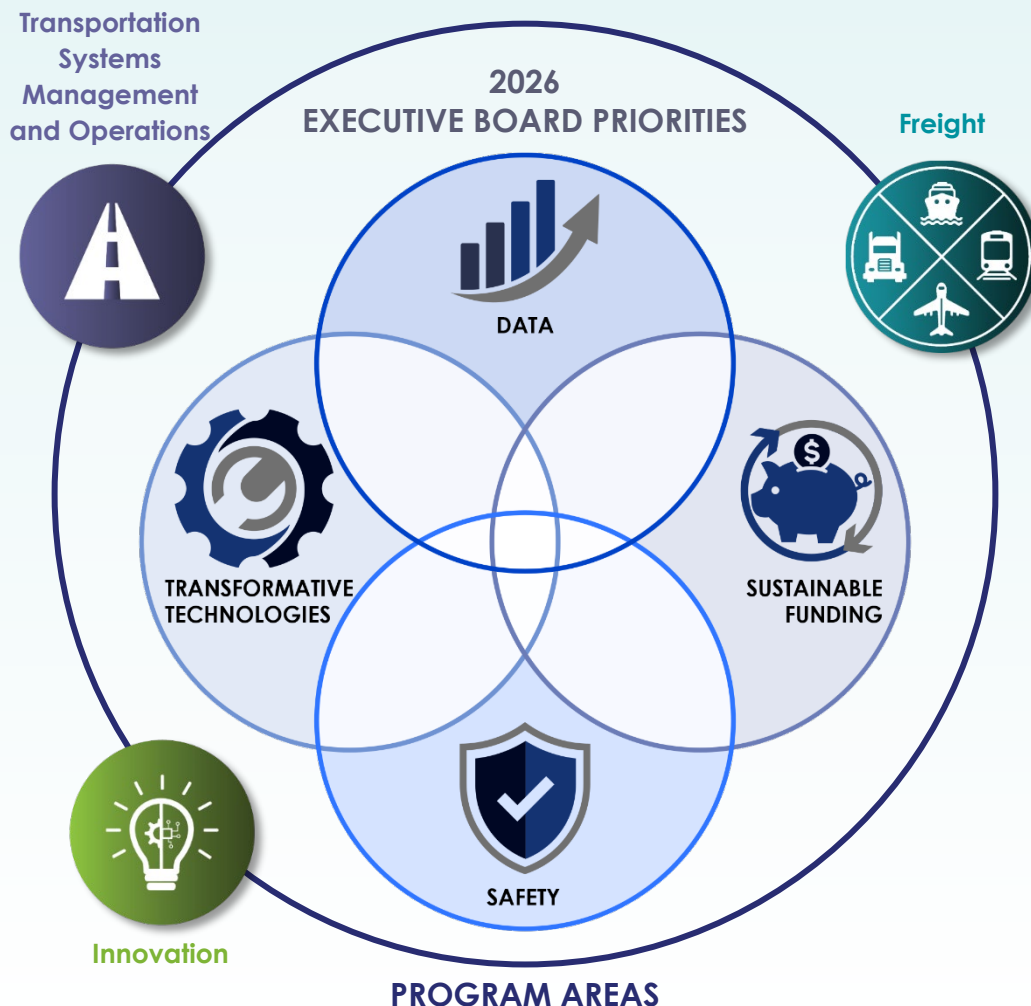 Transportation
Systems
Management
and Operations
2026
EXECUTIVE BOARD PRIORITIES
Freight
DATA
$
TRANSFORMATIVE
TECHNOLOGIES
SUSTAINABLE
FUNDING
SAFETY
Innovation
PROGRAM AREAS